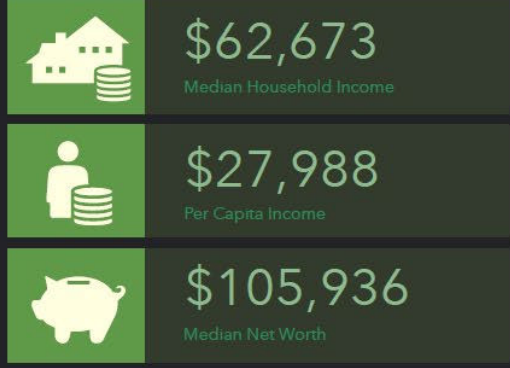 $62,673
Median Household Income
$27,988
Per Capita Income
$105,936
Median Net Worth